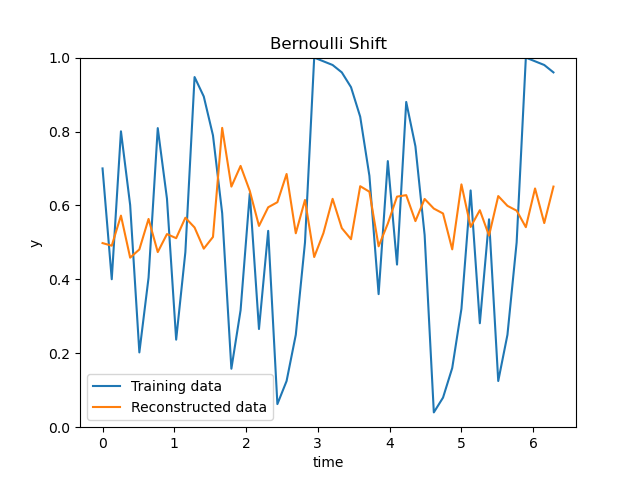 Bernoulli Shift
1.0
0.8
0.6
0.4
0.2
0.0
y
Training data
Reconstructed data
0 1 2 3 4 5 6
time